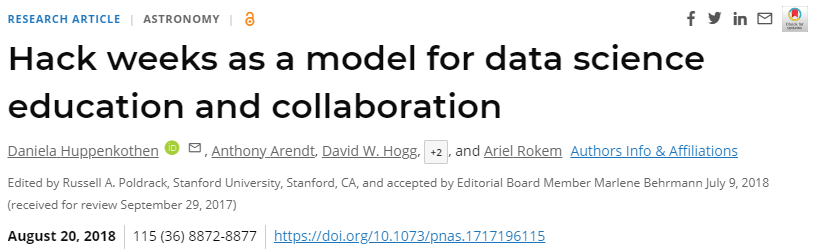 RESEARCH ARTICLE | ASTRONOMY |
Hack weeks as a model for data science
education and collaboration
Daniela Huppenkothen iD , Anthony Arendt, David W. Hogg, +2 , and Ariel Rokem Authors Info & Affiliations
Edited by Russell A. Poldrack, Stanford University, Stanford, CA, and accepted by Editorial Board Member Marlene Behrmann July 9, 2018
(received for review September 29, 2017)
August 20, 2018 | 115 (36) 8872-8877 | https://doi.org/10.1073/pnas.1717196115